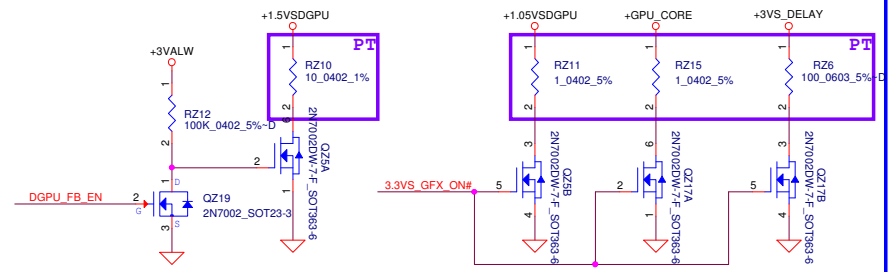 +1.5VSDGPU
+1.05VSDGPU
+GPU_CORE
+3VS_DELAY
PT
PT
+3VALW
1
1
1
1
1
RZ10
10_0402_1%
RZ11
1_0402_5%
RZ15
1_0402_5%
RZ6
100_0603_5%~D
RZ12
100K_0402_5%~D
2
2
2
2
2
6
3
6
3
2
QZ5A
2N7002DW-7-F_SOT363-6
1
5
QZ5B
2N7002DW-7-F_SOT363-6
4
2
QZ17A
2N7002DW-7-F_SOT363-6
1
5
QZ17B
2N7002DW-7-F_SOT363-6
4
3.3VS_GFX_ON#
DGPU_FB_EN
2
G
1
D
QZ19
2N7002_SOT23-3
S
3